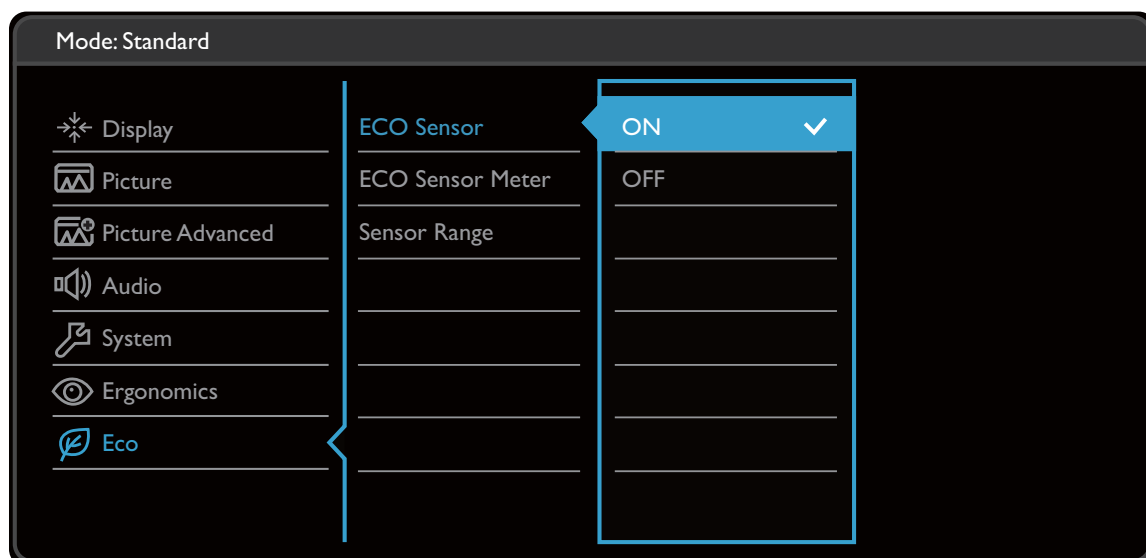 Mode: Standard
Display
Picture
Picture Advanced
Audio
System
Ergonomics
Eco
ECO Sensor
ECO Sensor Meter
Sensor Range
ON
OFF